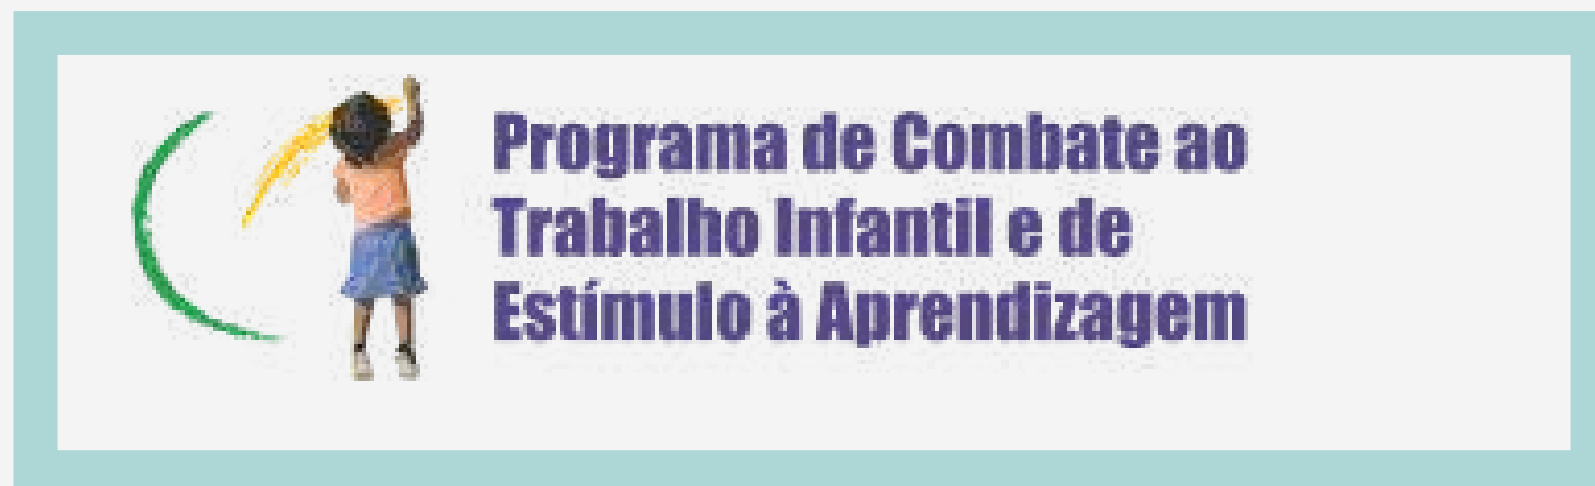 Programa de Combate ao
Trabalho Infantil e de
Estímulo à Aprendizagem